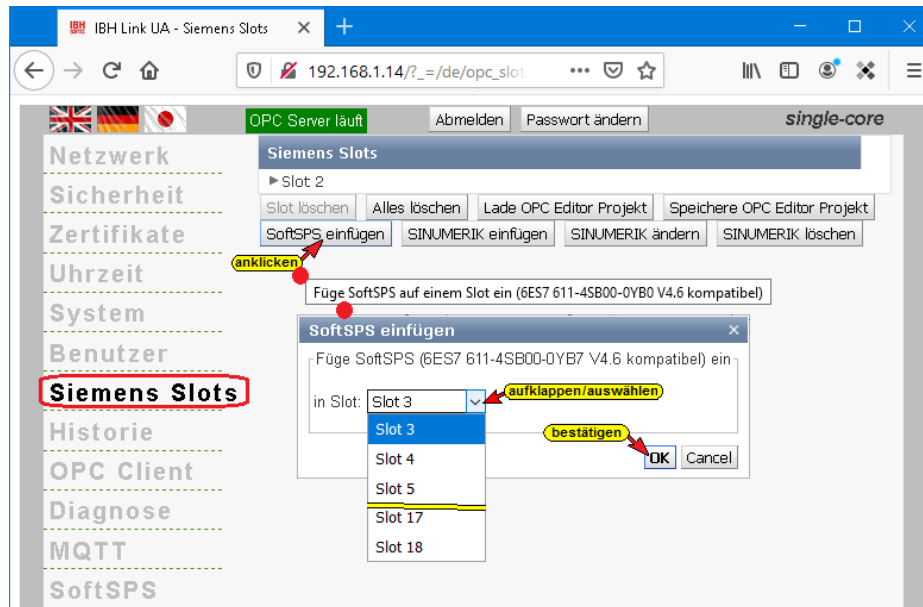 IBH Link UA - Siemens Slots
192.168.1.14/?_=/de/opc_slot
OPC Server läuft
Abmelden
Passwort ändern
single-core
Netzwerk
Sicherheit
Zertifikate
Uhrzeit
System
Benutzer
Siemens Slots
Historie
OPC Client
Diagnose
MQTT
SoftSPS
Siemens Slots
Slot 2
Slot löschen
Alles löschen
Lade OPC Editor Projekt
Speichere OPC Editor Projekt
SoftSPS einfügen
SINUMERIK einfügen
SINUMERIK ändern
SINUMERIK löschen
anklicken
Füge SoftSPS auf einem Slot ein (6ES7 611-4SB00-0YB0 V4.6 kompatibel)
SoftSPS einfügen
Füge SoftSPS (6ES7 611-4SB00-0YB7 V4.6 kompatibel) ein
in Slot:
Slot 3
aufklappen/auswählen
Slot 3
Slot 4
Slot 5
Slot 17
Slot 18
bestätigen
OK
Cancel